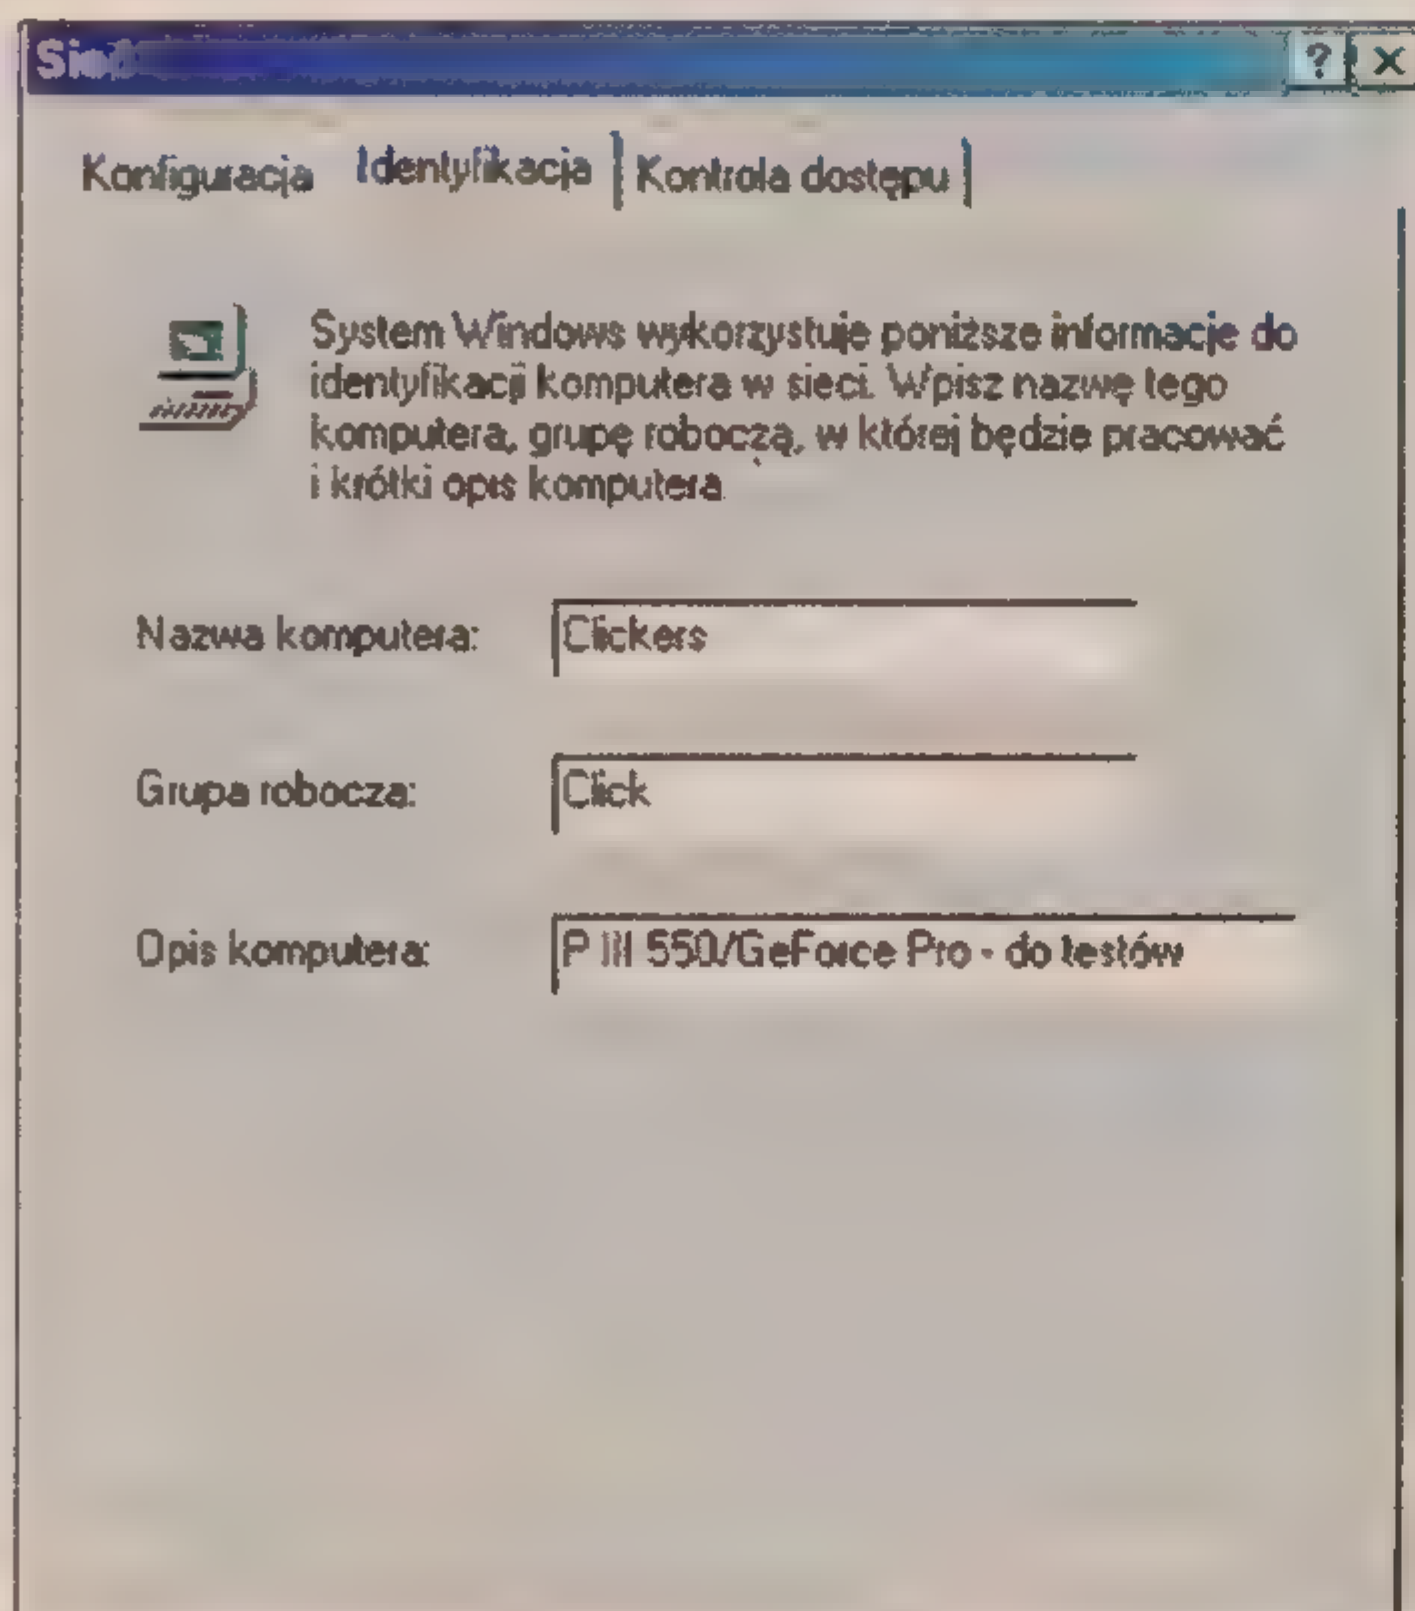 Sieć
Konfiguracja Identyfikacja Kontrola dostępu
System Windows wykorzystuje poniższe informacje do
identyfikacji komputera w sieci. Wpisz nazwę tego
komputera, grupę roboczą, w której będzie pracować
i krótki opis komputera.
Nazwa komputera: Clickers
Grupa robocza: Click
Opis komputera: P III 550/GeForce Pro - do testów